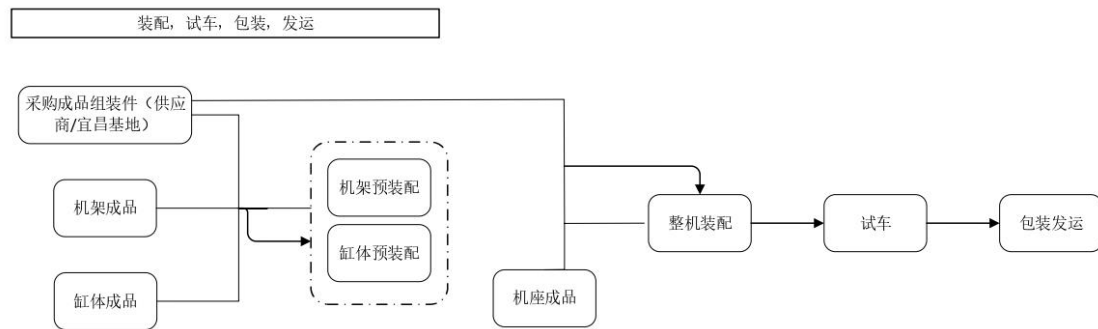 装配，试车，包装，发运
采购成品组装件（供应
商/宜昌基地）
机架预装配
机架成品
整机装配
试车
包装发运
缸体预装配
缸体成品
机座成品